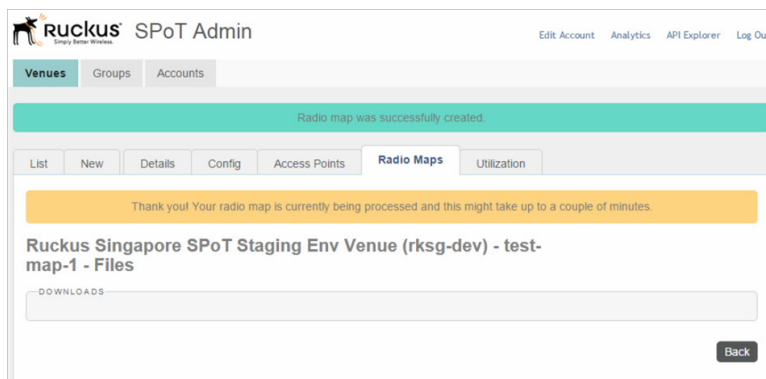 Ruckus SPoT Admin
Simply Better Wireless.
Edit Account Analytics API Explorer Log Ou
Venues Groups Accounts
Radio map was successfully created.
List New Details Config Access Points Radio Maps Utilization
Thank you! Your radio map is currently being processed and this might take up to a couple of minutes.
Ruckus Singapore SPoT Staging Env Venue (rksg-dev) - test-
map-1 - Files
DOWNLOADS
Back